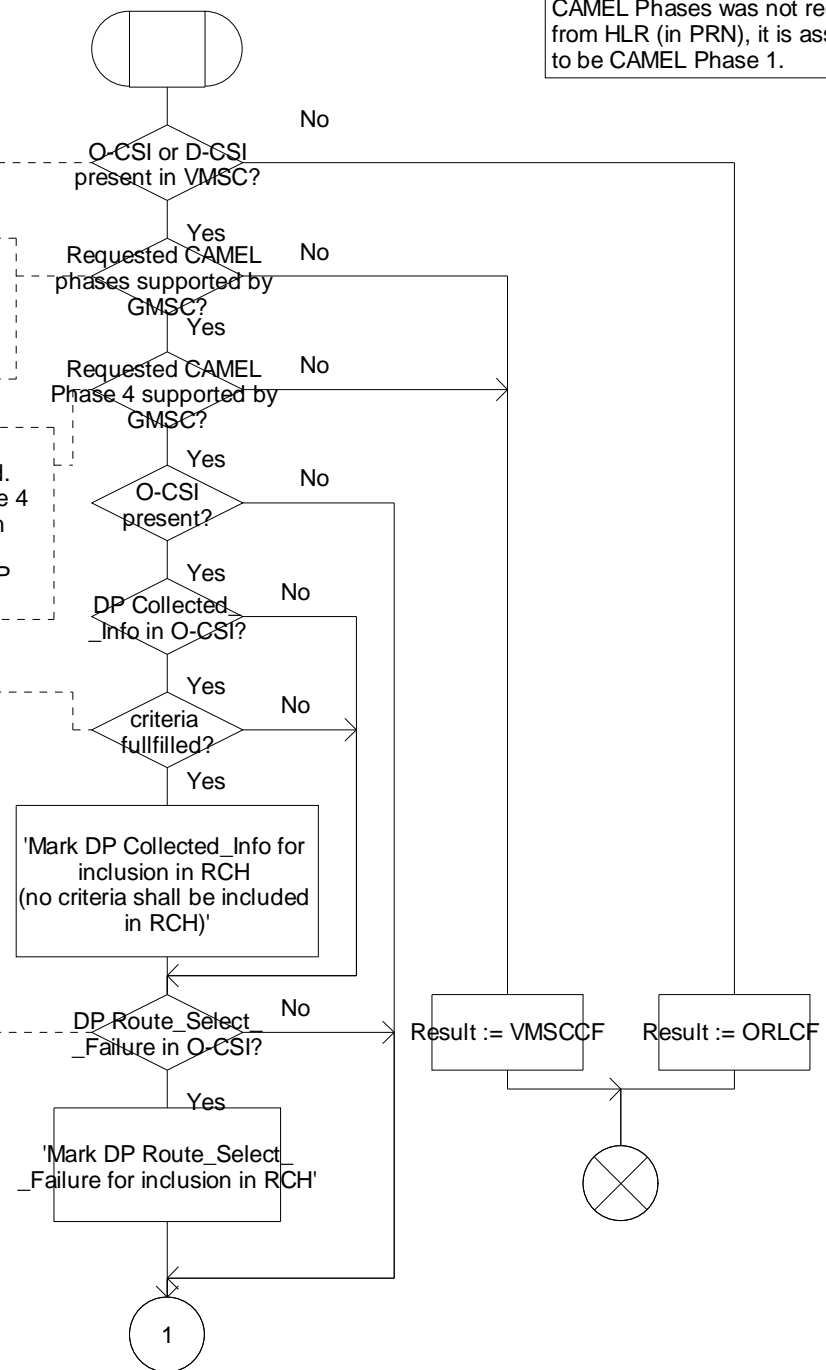 CAMEL Phases was not re
from HLR (in PRN), it is ass
to be CAMEL Phase 1.
No
O-CSI or D-CSI
present in VMSC?
Yes
No
Requested CAMEL
phases supported by
GMSC?
Yes
No
Requested CAMEL
Phase 4 supported by
GMSC?
Yes
No
O-CSI
present?
e 4
Yes
No
DP Collected_
_Info in O-CSI?
Yes
No
criteria
fullfilled?
Yes
'Mark DP Collected_Info for
inclusion in RCH
(no criteria shall be included
in RCH)'
No
DP Route_Select_
_Failure in O-CSI?
Yes
Result := VMSCCF
Result := ORLCF
'Mark DP Route_Select_
_Failure for inclusion in RCH'
1